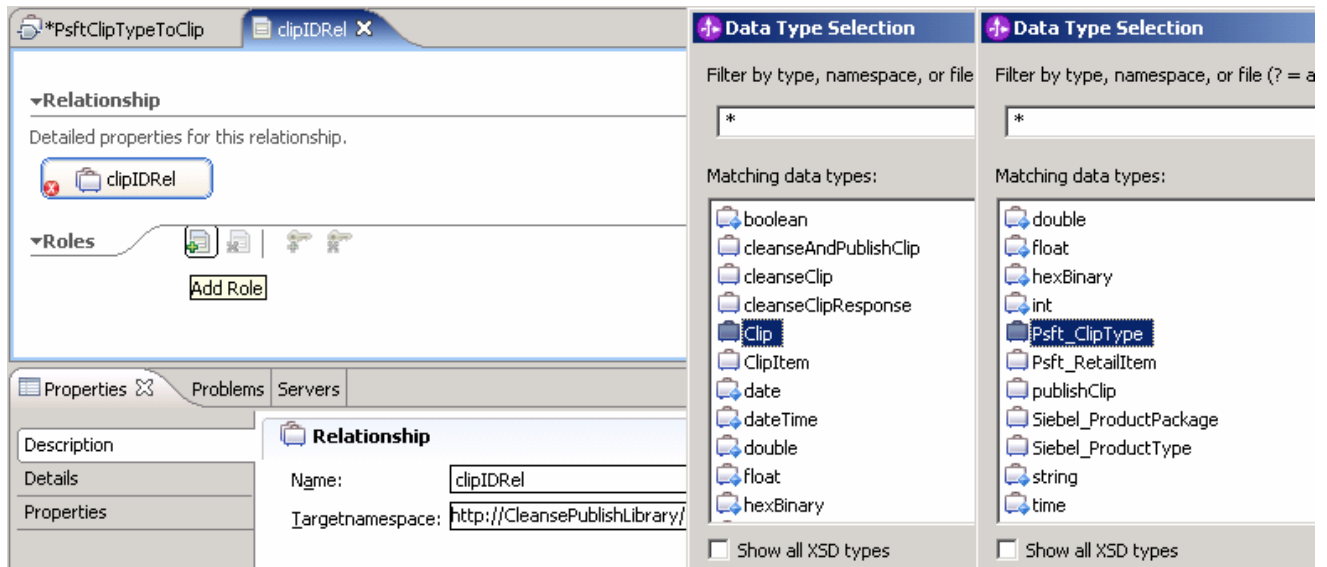 *PsftClipTypeToClip
clipIDRel
Relationship
Detailed properties for this relationship.
clipIDRel
Roles
Add Role
Properties
Problems
Servers
Description
Details
Properties
Relationship
Name:
clipIDRel
Targetnamespace:
http://CleansePublishLibrary/
Data Type Selection
Filter by type, namespace, or file
*
Matching data types:
boolean
cleanseAndPublishClip
cleanseClip
cleanseClipResponse
Clip
ClipItem
date
dateTime
double
float
hexBinary
Show all XSD types
Data Type Selection
Filter by type, namespace, or file (? = a
*
Matching data types:
double
float
hexBinary
int
Psft_ClipType
Psft_RetailItem
publishClip
Siebel_ProductPackage
Siebel_ProductType
string
time
Show all XSD types